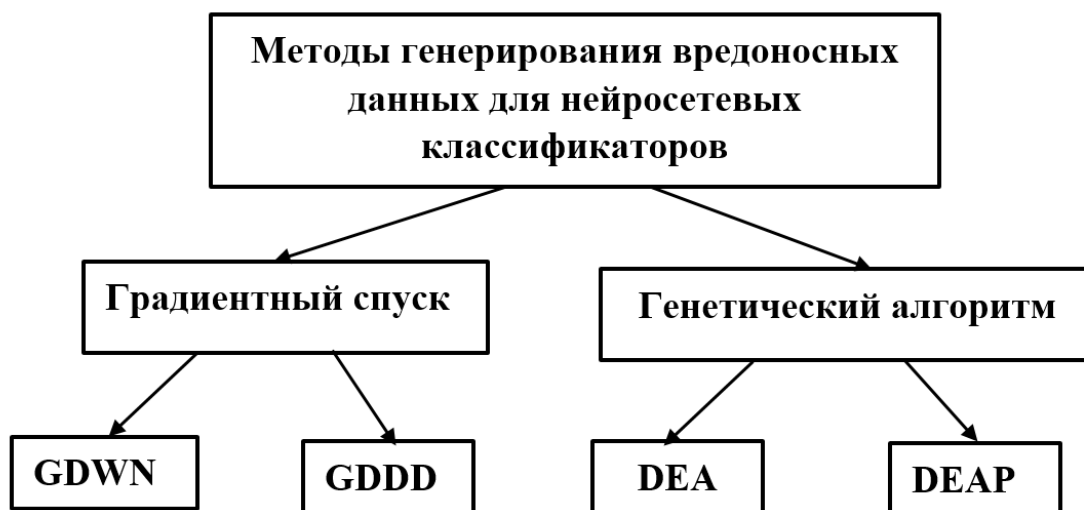 Методы генерирования вредоносных
данных для нейросетевых
классификаторов
Градиентный спуск
Генетический алгоритм
GDWN
GDDD
DEA
DEAP